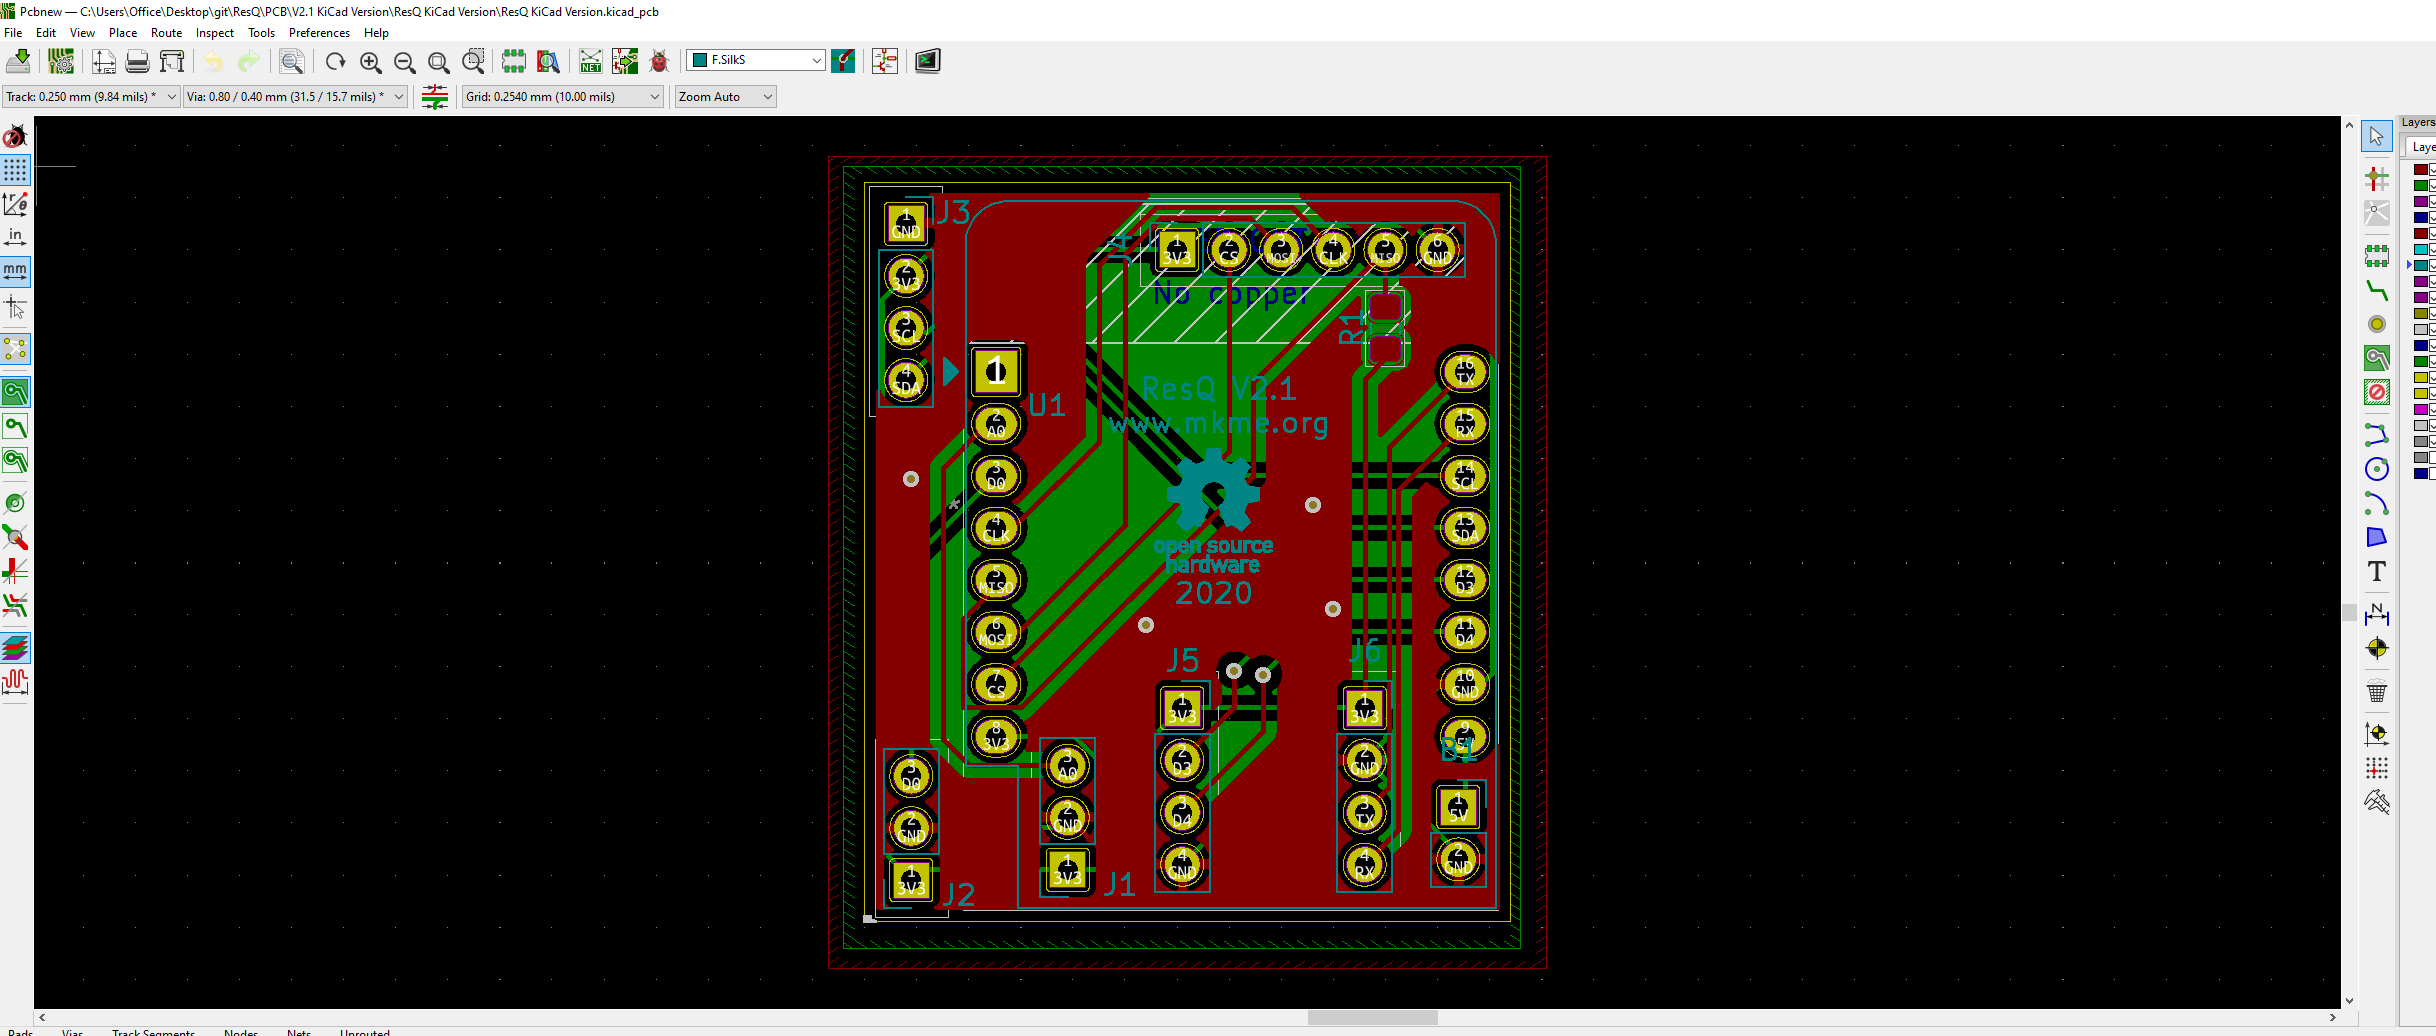 Pcbnew — C:\Users\Office\Desktop\git\ResQ\PCB\V2.1 KiCad Version\ResQ KiCad Version\ResQ KiCad Version.kicad_pcb
File Edit View Place Route Inspect Tools Preferences Help
NET
F.SilkS
Track: 0.250 mm (9.84 mils) *
Via: 0.80 / 0.40 mm (31.5 / 15.7 mils) *
Grid: 0.2540 mm (10.00 mils)
Zoom Auto
in
mm
Layers
Laye
T
N
J3
1
GND
2
3V3
3
SCL
4
SDA
J4
1
3V3
2
CS
3
MOSI
4
CLK
5
MISO
6
GND
No copper
R1
U1
1
2
A0
3
D0
4
CLK
5
MISO
6
MOSI
7
CS
8
3V3
16
TX
15
RX
14
SCL
13
SDA
12
D3
11
D4
10
GND
9
5V
ResQ V2.1
www.mkme.org
open source
hardware
2020
J2
3
D0
2
GND
1
3V3
J1
3
A0
2
GND
1
3V3
J5
1
3V3
2
D3
3
D4
4
GND
J6
1
3V3
2
GND
3
TX
4
RX
B1
1
5V
2
GND
Pads Vias Track Segments Nodes Nets Unrouted